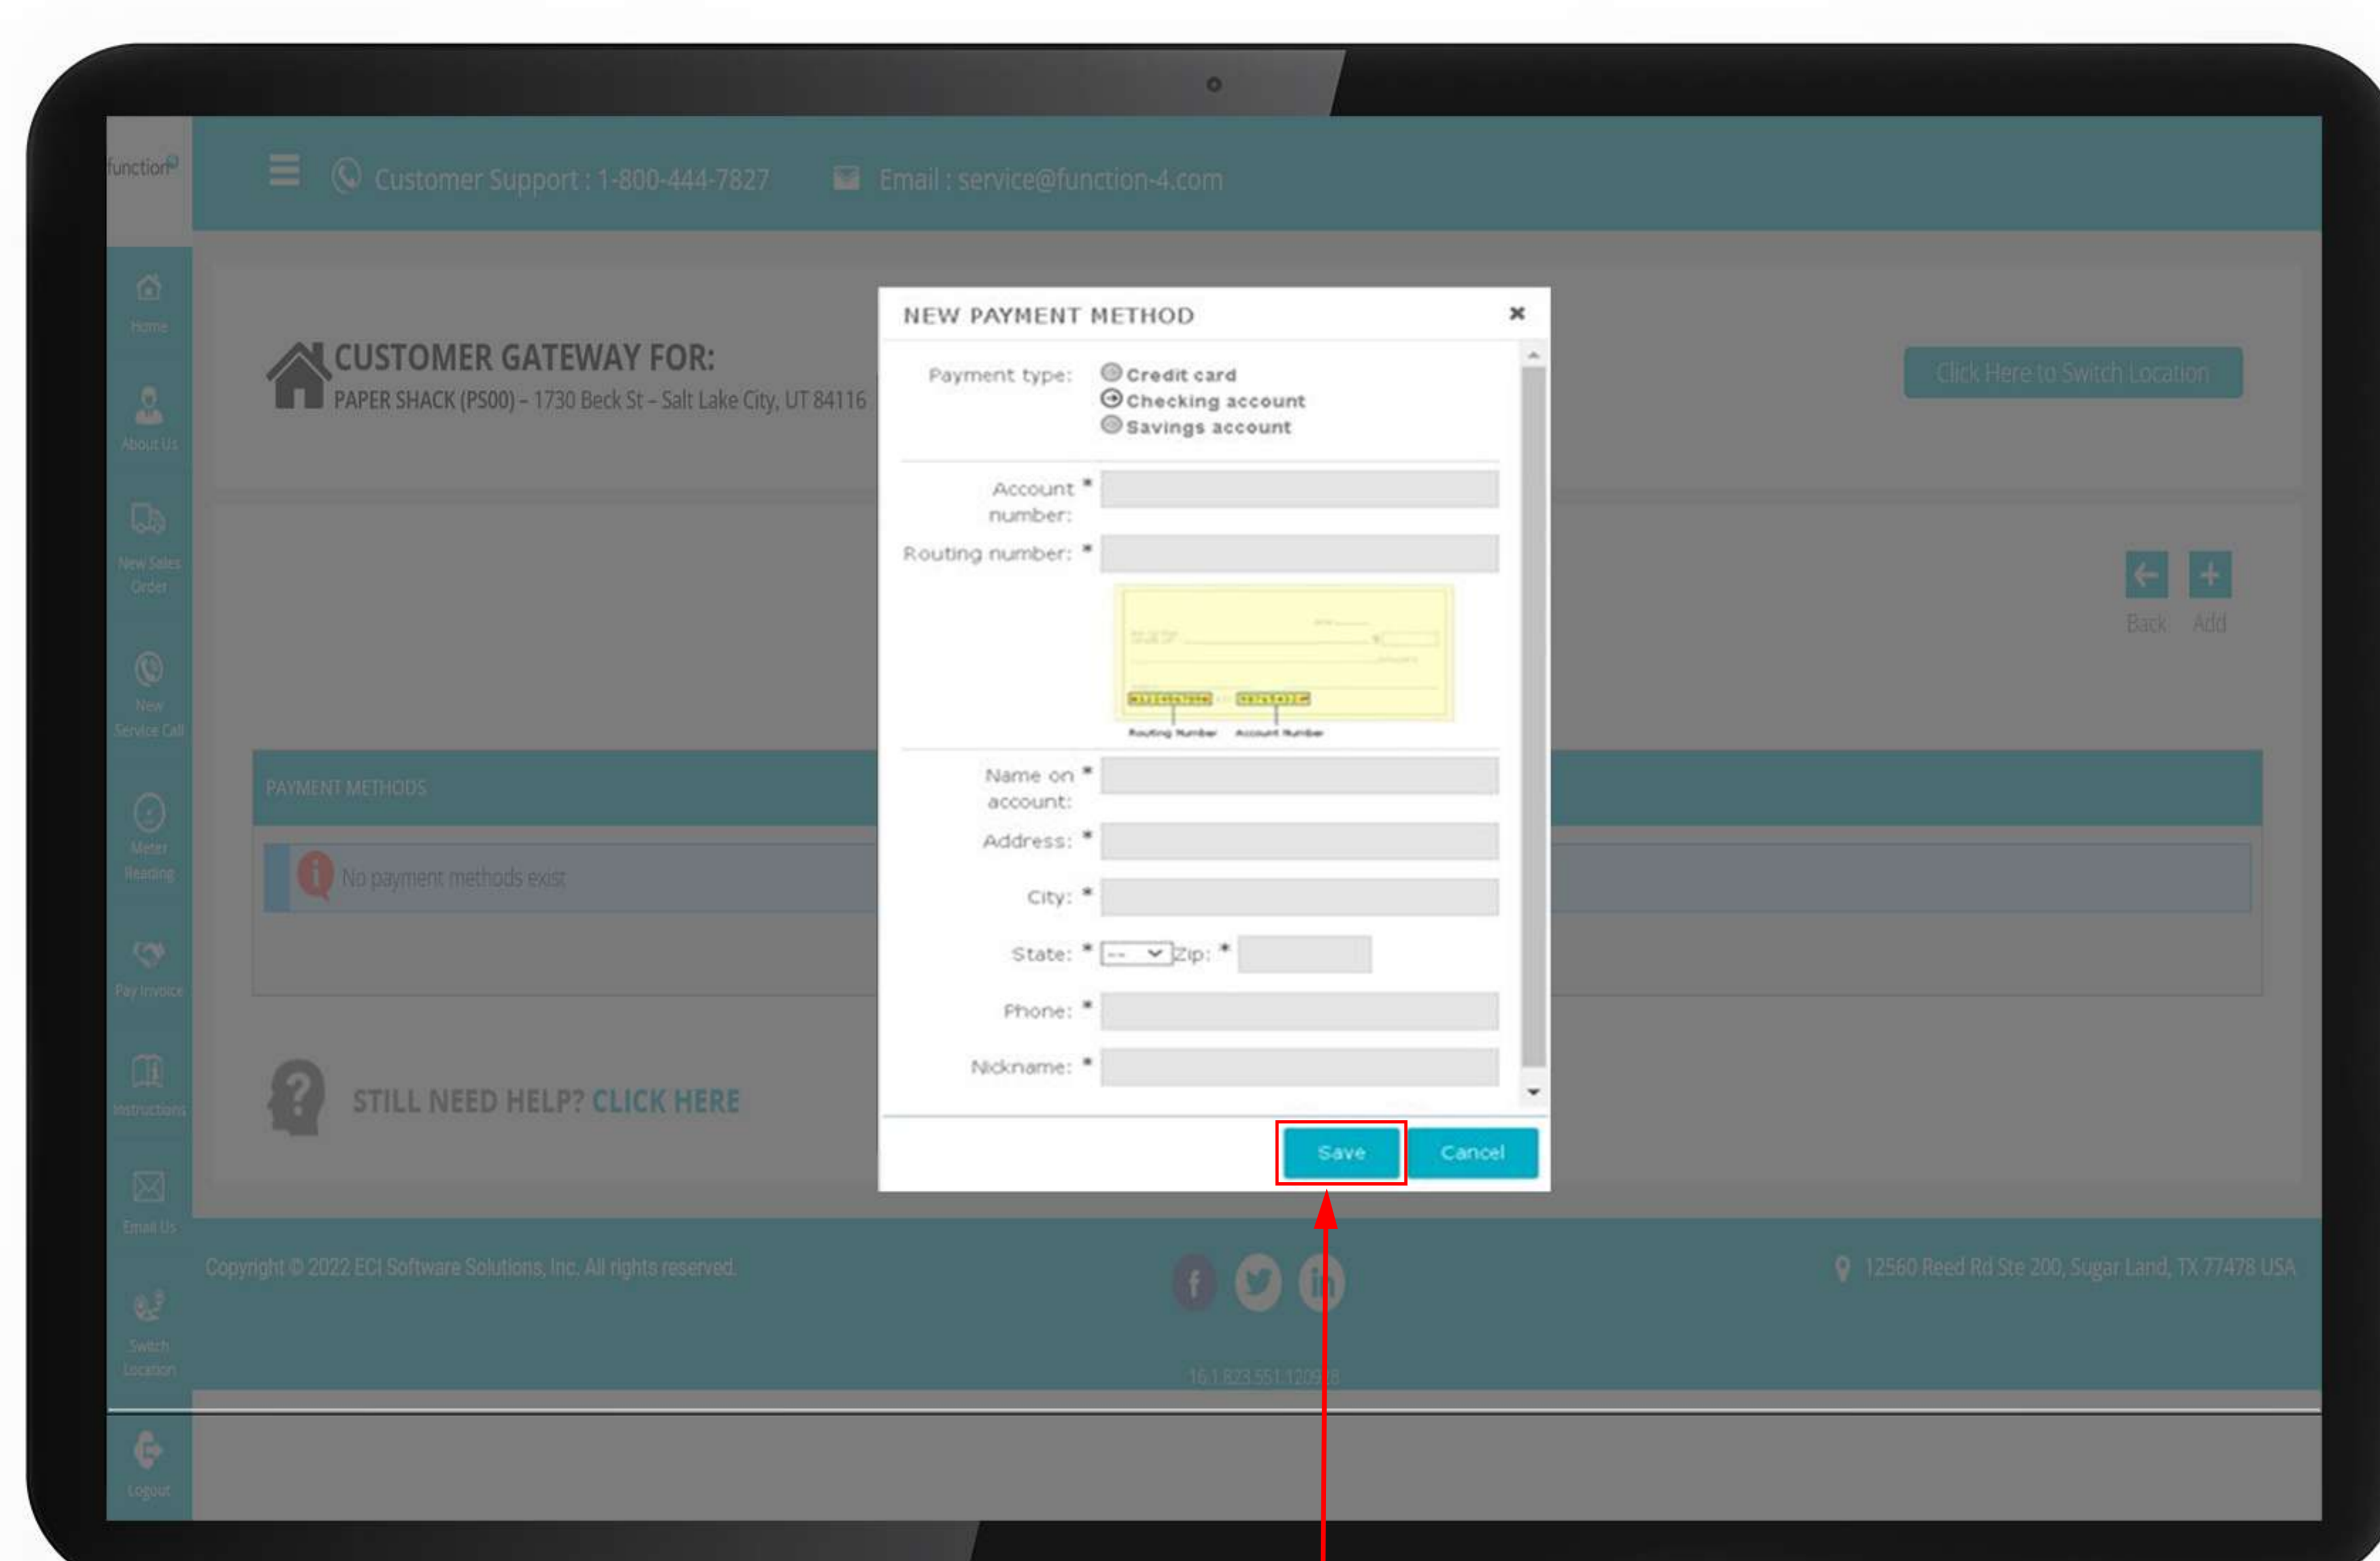 function4
Customer Support : 1-800-444-7827
Email : service@function-4.com
Home
About Us
New Sales
Order
New
Service Call
Meter
Reading
Pay Invoice
Instructions
Email Us
Switch
Location
Logout
CUSTOMER GATEWAY FOR:
PAPER SHACK (PS00) – 1730 Beck St – Salt Lake City, UT 84116
Click Here to Switch Location
Back Add
PAYMENT METHODS
No payment methods exist
STILL NEED HELP? CLICK HERE
NEW PAYMENT METHOD
Payment type:
Credit card
Checking account
Savings account
Account *
number:
Routing number: *
Routing Number Account Number
Name on *
account:
Address: *
City: *
State: * -- Zip: *
Phone: *
Nickname: *
Save Cancel
Copyright © 2022 ECI Software Solutions, Inc. All rights reserved.
12560 Reed Rd Ste 200, Sugar Land, TX 77478 USA